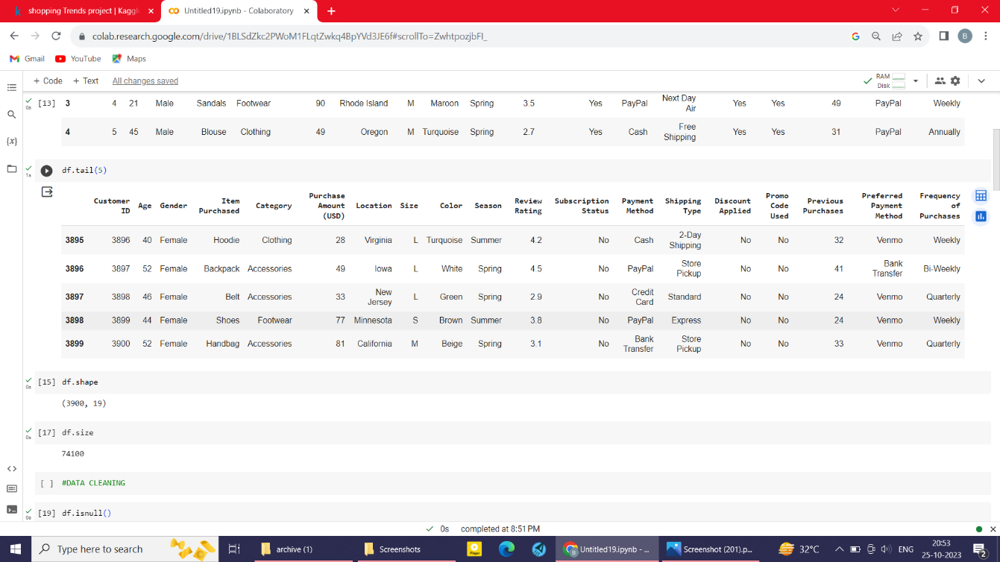 shopping Trends project | Kaggl
Untitled19.ipynb - Colaboratory
colab.research.google.com/drive/1BLSdZkc2PWoM1FLqtZwkq4BpYVd3JE6f#scrollTo=ZwhtpozjbFI_
B
Gmail YouTube Maps
+ Code + Text All changes saved
RAM
Disk
[13] 3 4 21 Male Sandals Footwear 90 Rhode Island M Maroon Spring 3.5 Yes PayPal Next Day Air Yes Yes 49 PayPal Weekly
0s
4 5 45 Male Blouse Clothing 49 Oregon M Turquoise Spring 2.7 Yes Cash Free Shipping Yes Yes 31 PayPal Annually
{x}
df.tail(5)
1s
Customer ID Age Gender Item Purchased Category Purchase Amount (USD) Location Size Color Season Review Rating Subscription Status Payment Method Shipping Type Discount Applied Promo Code Used Previous Purchases Preferred Payment Method Frequency of Purchases
3895 3896 40 Female Hoodie Clothing 28 Virginia L Turquoise Summer 4.2 No Cash 2-Day Shipping No No 32 Venmo Weekly
3896 3897 52 Female Backpack Accessories 49 Iowa L White Spring 4.5 No PayPal Store Pickup No No 41 Bank Transfer Bi-Weekly
3897 3898 46 Female Belt Accessories 33 New Jersey L Green Spring 2.9 No Credit Card Standard No No 24 Venmo Quarterly
3898 3899 44 Female Shoes Footwear 77 Minnesota S Brown Summer 3.8 No PayPal Express No No 24 Venmo Weekly
3899 3900 52 Female Handbag Accessories 81 California M Beige Spring 3.1 No Bank Transfer Store Pickup No No 33 Venmo Quarterly
[15] df.shape
0s
(3900, 19)
[17] df.size
0s
74100
[ ] #DATA CLEANING
[19] df.isnull()
0s
0s completed at 8:51 PM
Type here to search
archive (1)
Screenshots
Untitled19.ipynb - ...
Screenshot (201).p...
32°C
ENG
20:53
25-10-2023
2